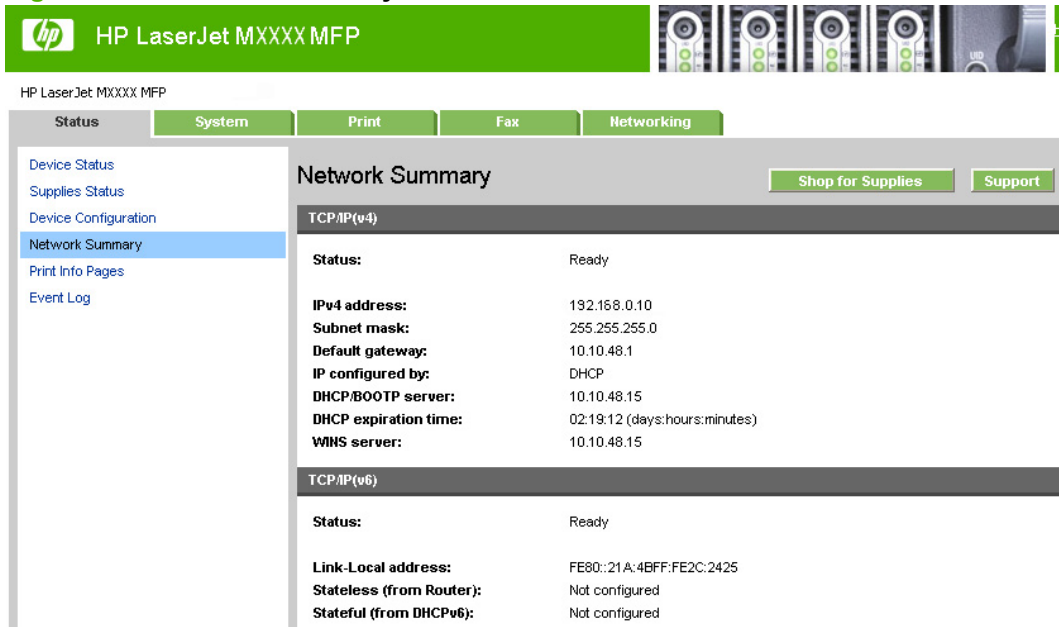 hp HP LaserJet MXXXX MFP
UID
HP LaserJet MXXXX MFP
Status System Print Fax Networking
Device Status
Supplies Status
Device Configuration
Network Summary
Print Info Pages
Event Log
Network Summary
Shop for Supplies Support
TCP/IP(v4)
Status: Ready
IPv4 address: 192.168.0.10
Subnet mask: 255.255.255.0
Default gateway: 10.10.48.1
IP configured by: DHCP
DHCP/BOOTP server: 10.10.48.15
DHCP expiration time: 02:19:12 (days:hours:minutes)
WINS server: 10.10.48.15
TCP/IP(v6)
Status: Ready
Link-Local address: FE80::21A:4BFF:FE2C:2425
Stateless (from Router): Not configured
Stateful (from DHCPv6): Not configured